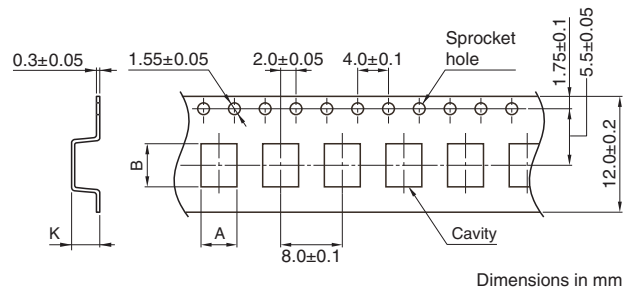 0.3±0.05
1.55±0.05
2.0±0.05
4.0±0.1
Sprocket
hole
1.75±0.1
5.5±0.05
12.0±0.2
B
K
A
8.0±0.1
Cavity
Dimensions in mm